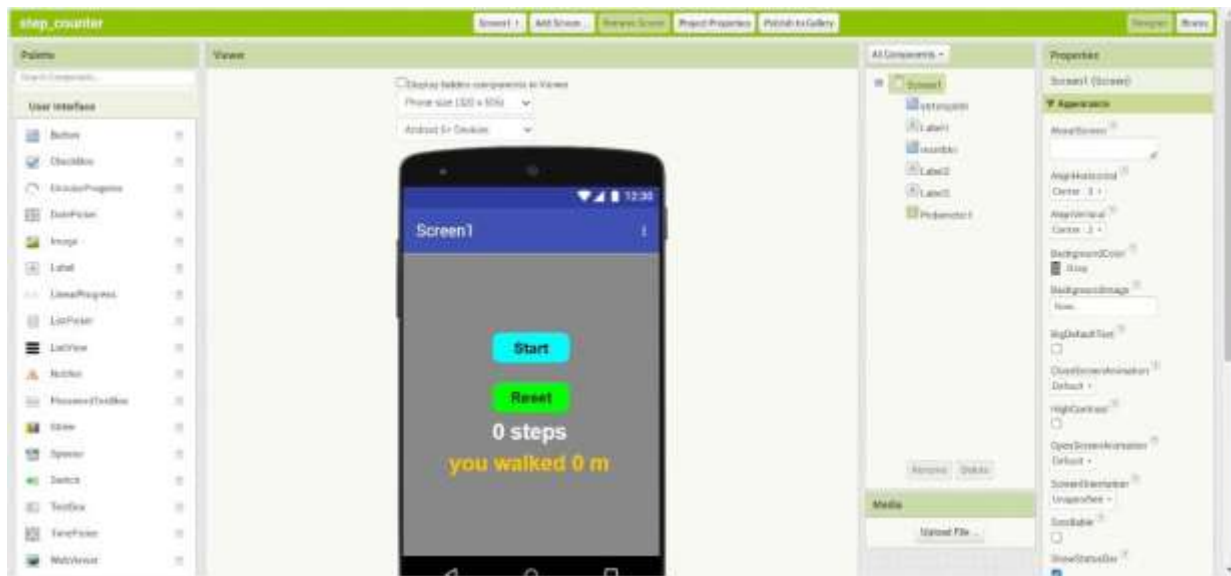 step_counter
Screen1
Add Screen ...
Remove Screen
Project Properties
Publish to Gallery
Designer
Blocks
Palette
Search Components...
User Interface
Button
CheckBox
CircularProgress
DatePicker
Image
Label
LinearProgress
ListPicker
ListView
Notifier
PasswordTextBox
Slider
Spinner
Switch
TextBox
TimePicker
WebViewer
Viewer
Display hidden components in Viewer
Phone size (320 x 505)
Android 5+ Devices
12:30
Screen1
Start
Reset
0 steps
you walked 0 m
All Components
Screen1
Label1
Label2
Label3
Pedometer1
Rename
Delete
Media
Upload File ...
Properties
Screen1 (Screen)
Appearance
AboutScreen
AlignHorizontal
Center : 3
AlignVertical
Center : 2
BackgroundColor
Gray
BackgroundImage
None...
BigDefaultText
CloseScreenAnimation
Default
HighContrast
OpenScreenAnimation
Default
ScreenOrientation
Unspecified
Scrollable
ShowStatusBar